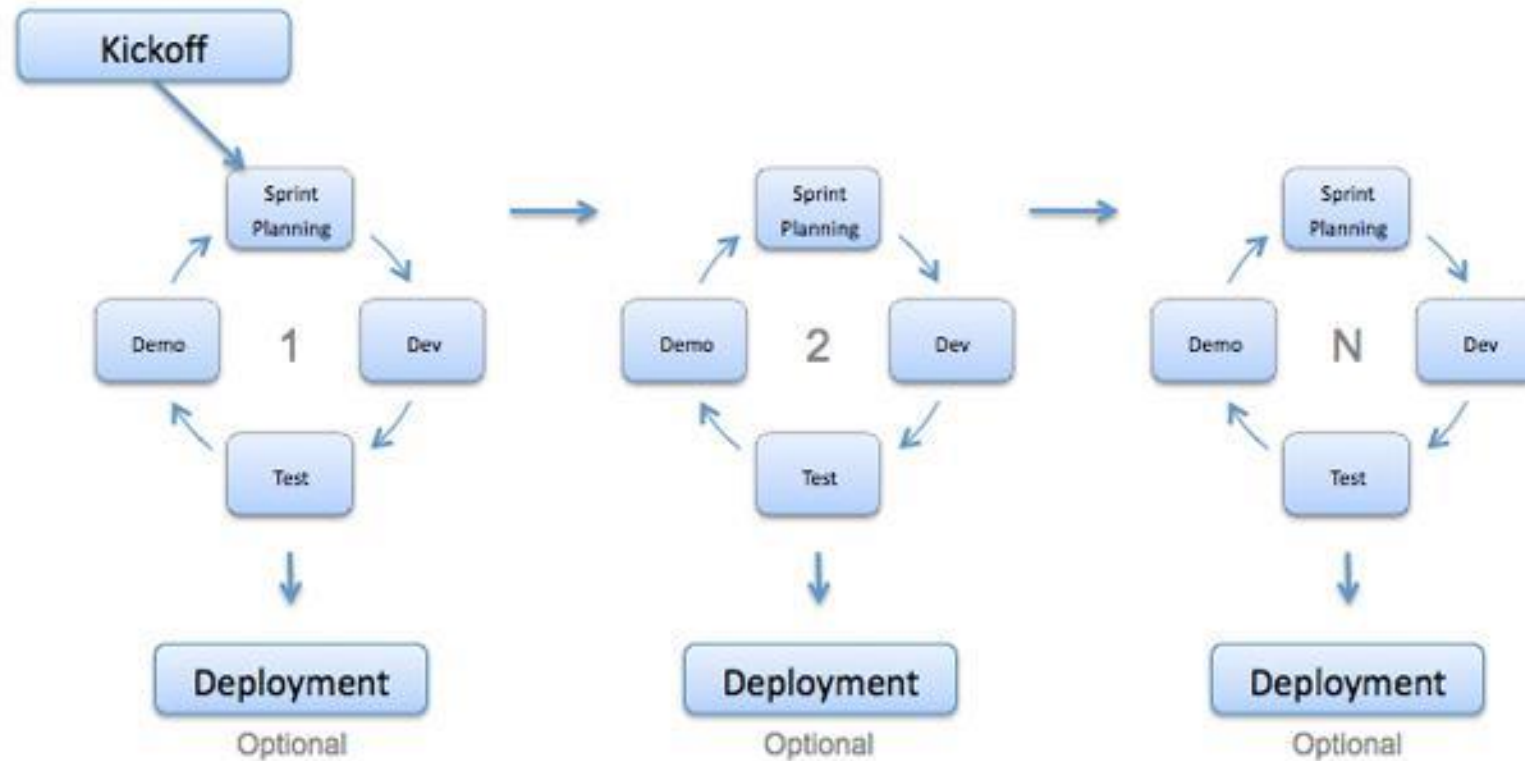 Kickoff
Sprint
Planning
Sprint
Planning
Sprint
Planning
Demo
1
Dev
Demo
2
Dev
Demo
N
Dev
Test
Test
Test
Deployment
Deployment
Deployment
Optional
Optional
Optional